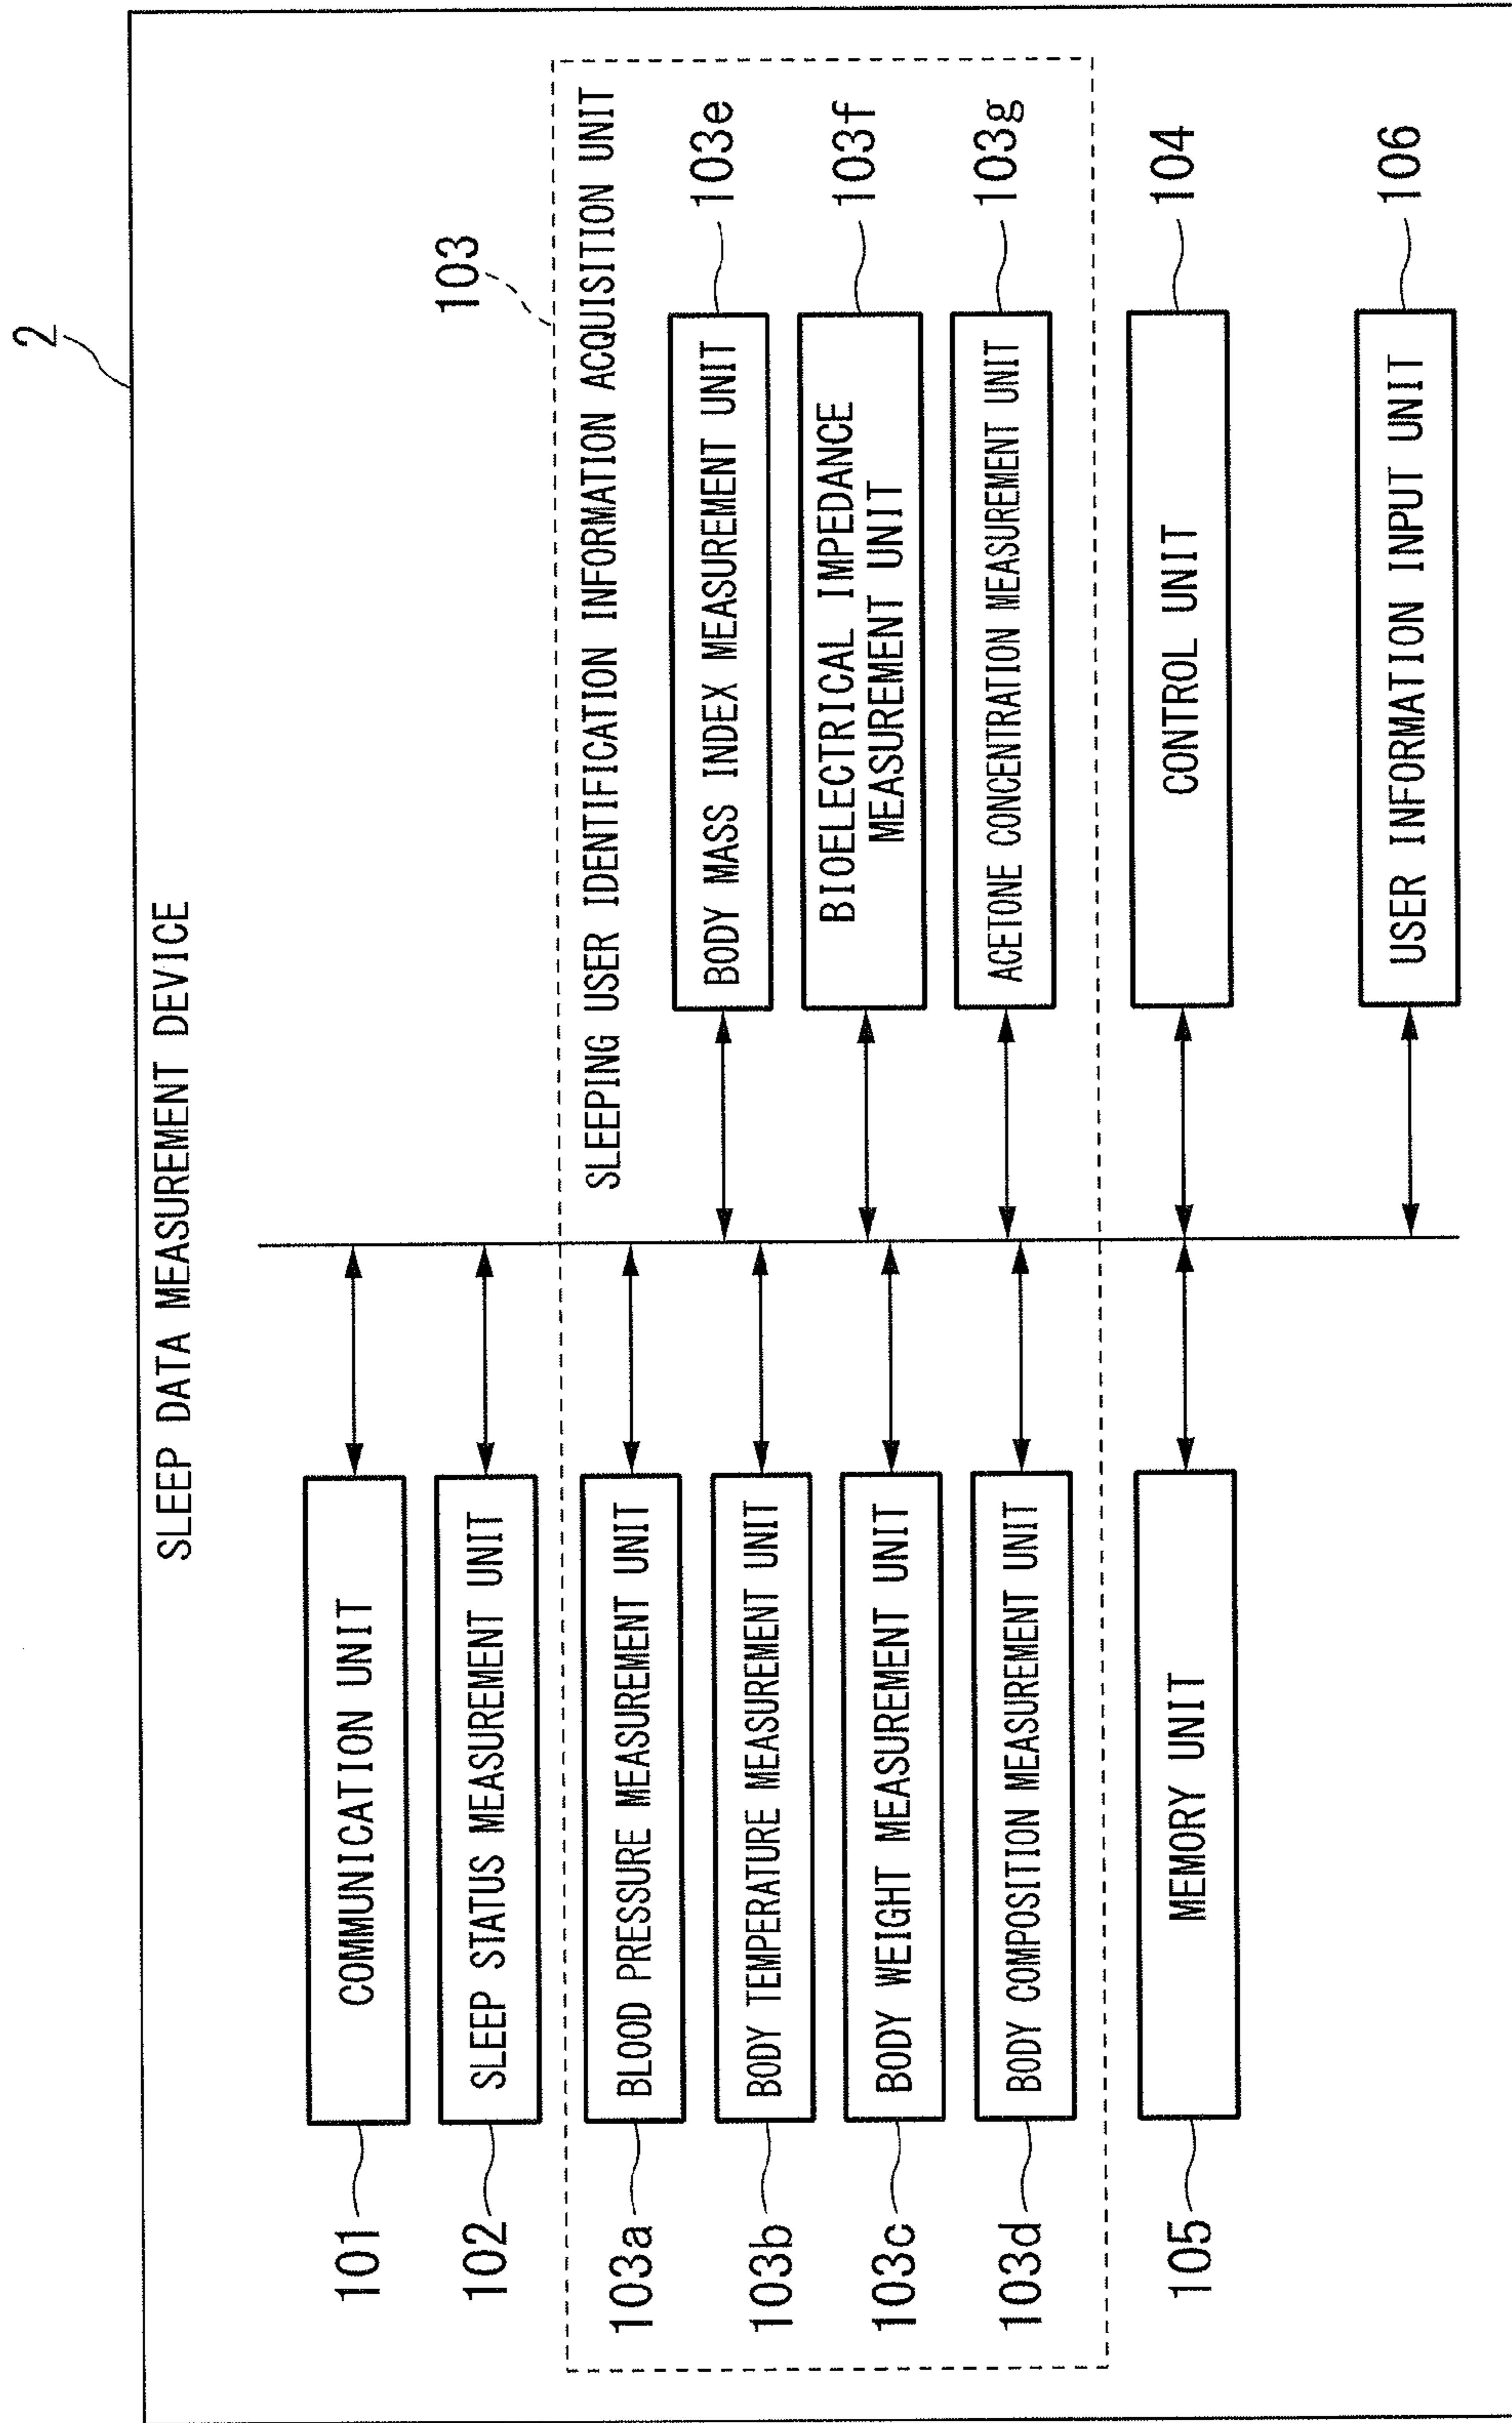 2
SLEEP DATA MEASUREMENT DEVICE
101
COMMUNICATION UNIT
102
SLEEP STATUS MEASUREMENT UNIT
103
SLEEPING USER IDENTIFICATION INFORMATION ACQUISITION UNIT
103a
BLOOD PRESSURE MEASUREMENT UNIT
103b
BODY TEMPERATURE MEASUREMENT UNIT
103c
BODY WEIGHT MEASUREMENT UNIT
103d
BODY COMPOSITION MEASUREMENT UNIT
BODY MASS INDEX MEASUREMENT UNIT
103e
BIOELECTRICAL IMPEDANCE
MEASUREMENT UNIT
103f
ACETONE CONCENTRATION MEASUREMENT UNIT
103g
105
MEMORY UNIT
CONTROL UNIT
104
USER INFORMATION INPUT UNIT
106